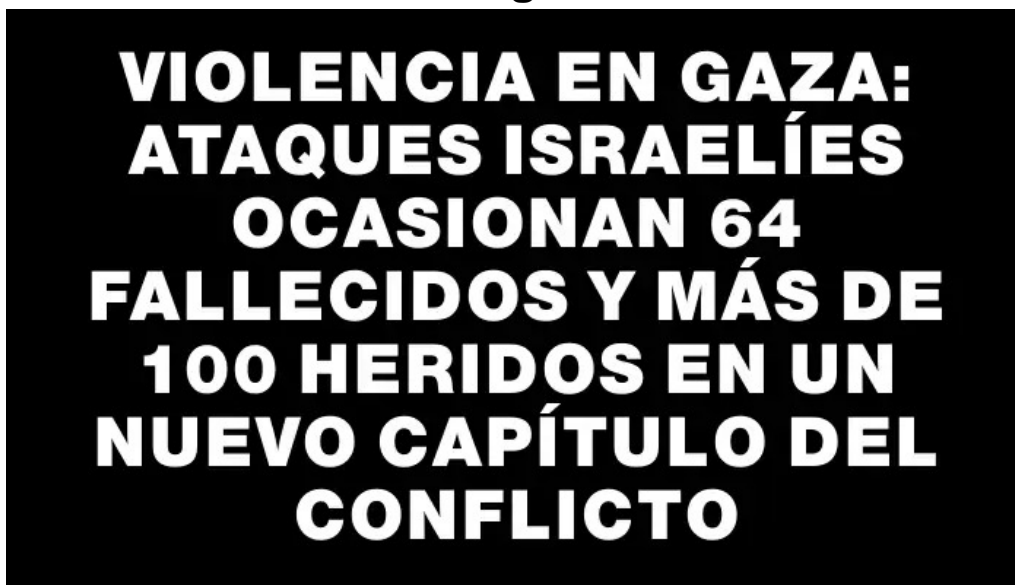 VIOLENCIA EN GAZA:
ATAQUES ISRAELÍES
OCASIONAN 64
FALLECIDOS Y MÁS DE
100 HERIDOS EN UN
NUEVO CAPÍTULO DEL
CONFLICTO